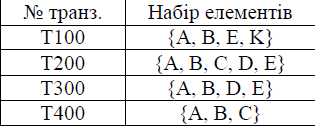 № транз. Набір елементів
T100 {A, B, E, K}
T200 {A, B, C, D, E}
T300 {A, B, D, E}
T400 {A, B, C}